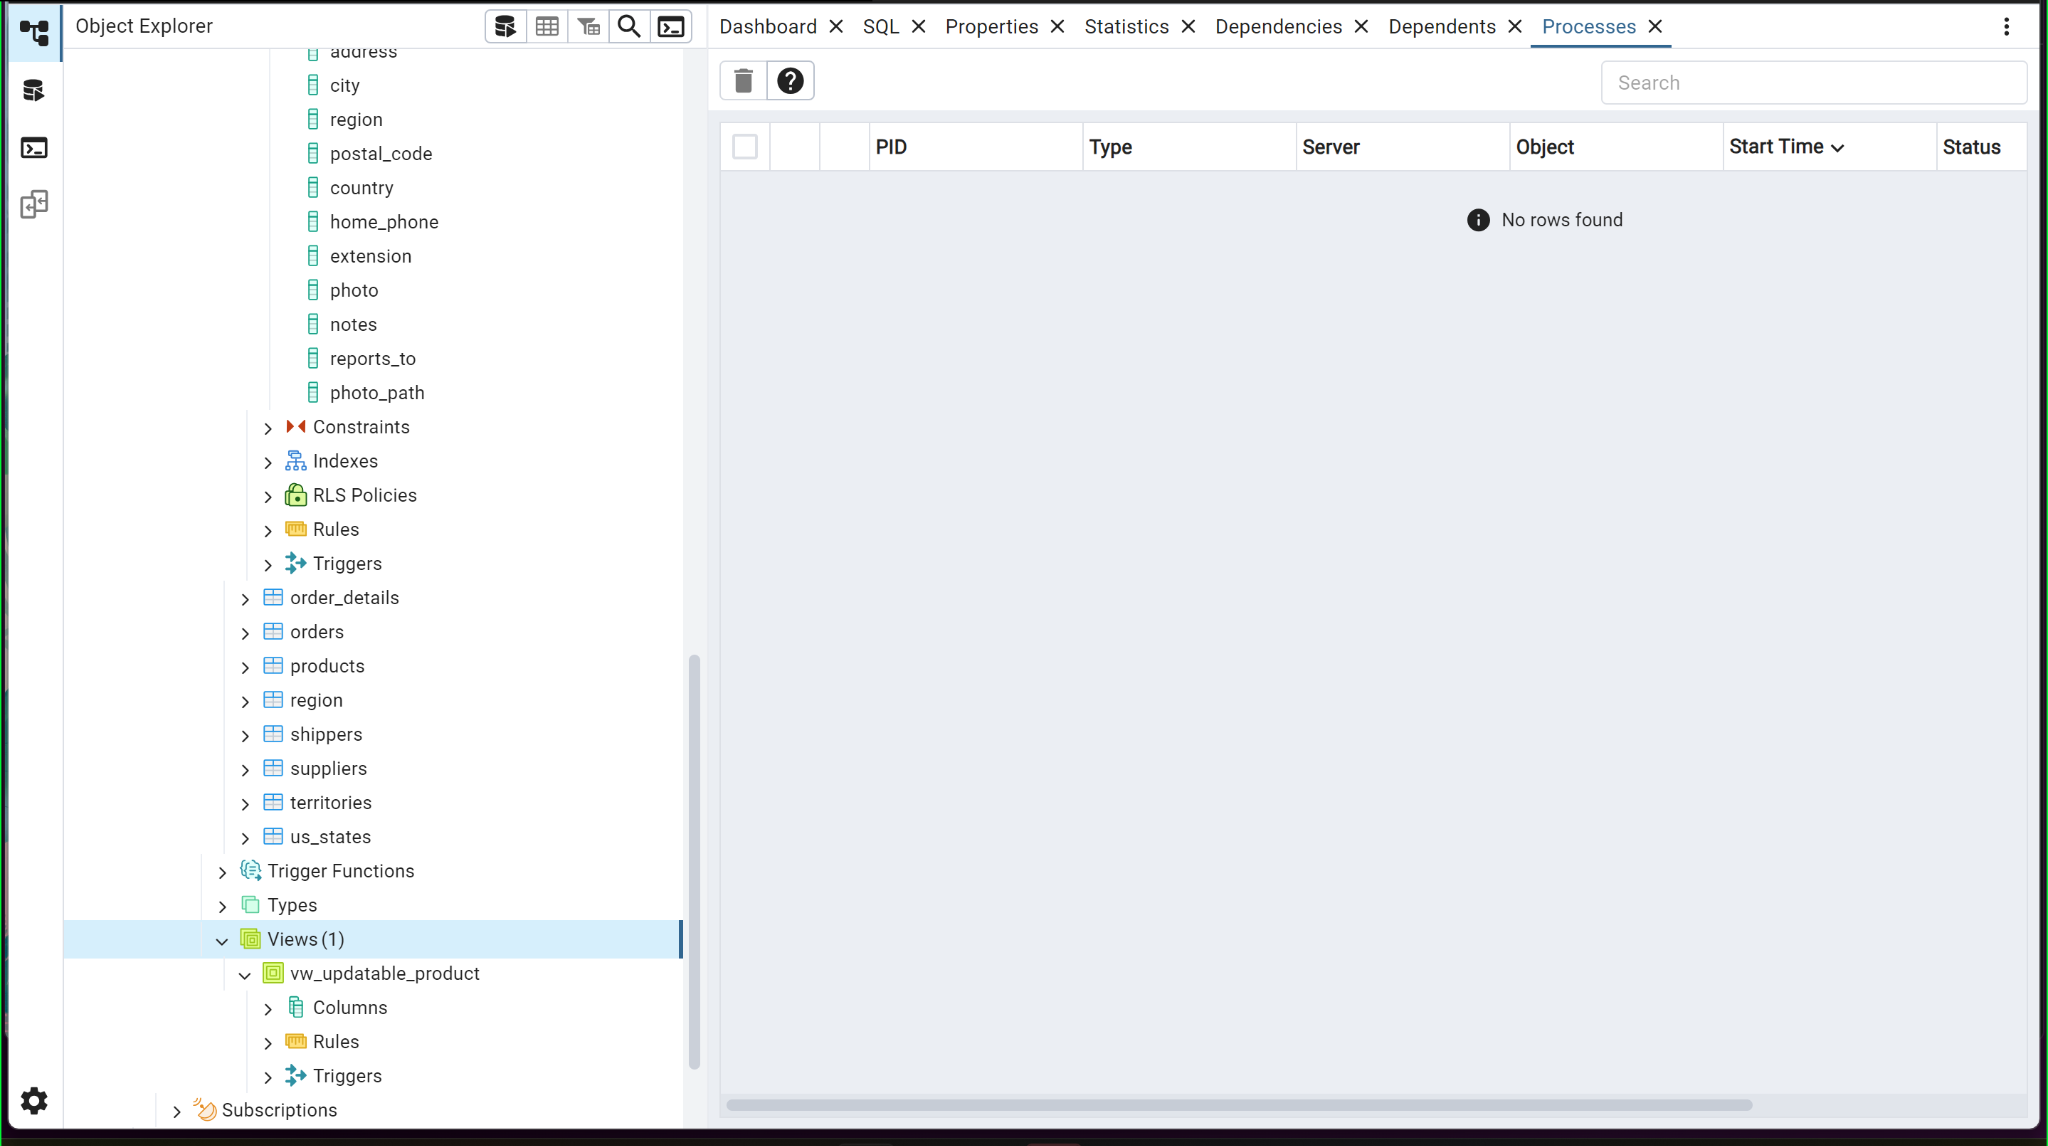 Object Explorer
address
city
region
postal_code
country
home_phone
extension
photo
notes
reports_to
photo_path
Constraints
Indexes
RLS Policies
Rules
Triggers
order_details
orders
products
region
shippers
suppliers
territories
us_states
Trigger Functions
Types
Views (1)
vw_updatable_product
Columns
Rules
Triggers
Subscriptions
Dashboard SQL Properties Statistics Dependencies Dependents Processes
Search
PID Type Server Object Start Time Status
No rows found